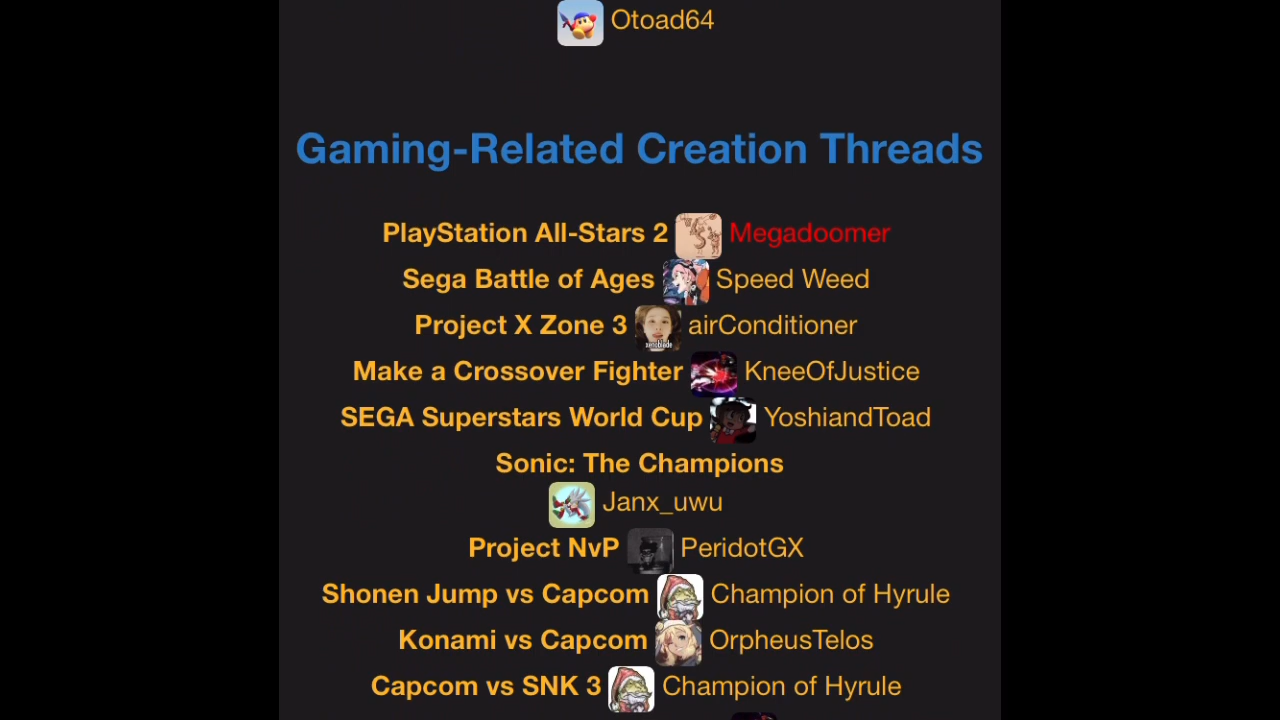 Otoad64
Gaming-Related Creation Threads
PlayStation All-Stars 2 Megadoomer
Sega Battle of Ages Speed Weed
Project X Zone 3 xenoblade airConditioner
Make a Crossover Fighter KneeOfJustice
SEGA Superstars World Cup YoshiandToad
Sonic: The Champions
Janx_uwu
Project NvP PeridotGX
Shonen Jump vs Capcom Champion of Hyrule
Konami vs Capcom OrpheusTelos
Capcom vs SNK 3 Champion of Hyrule